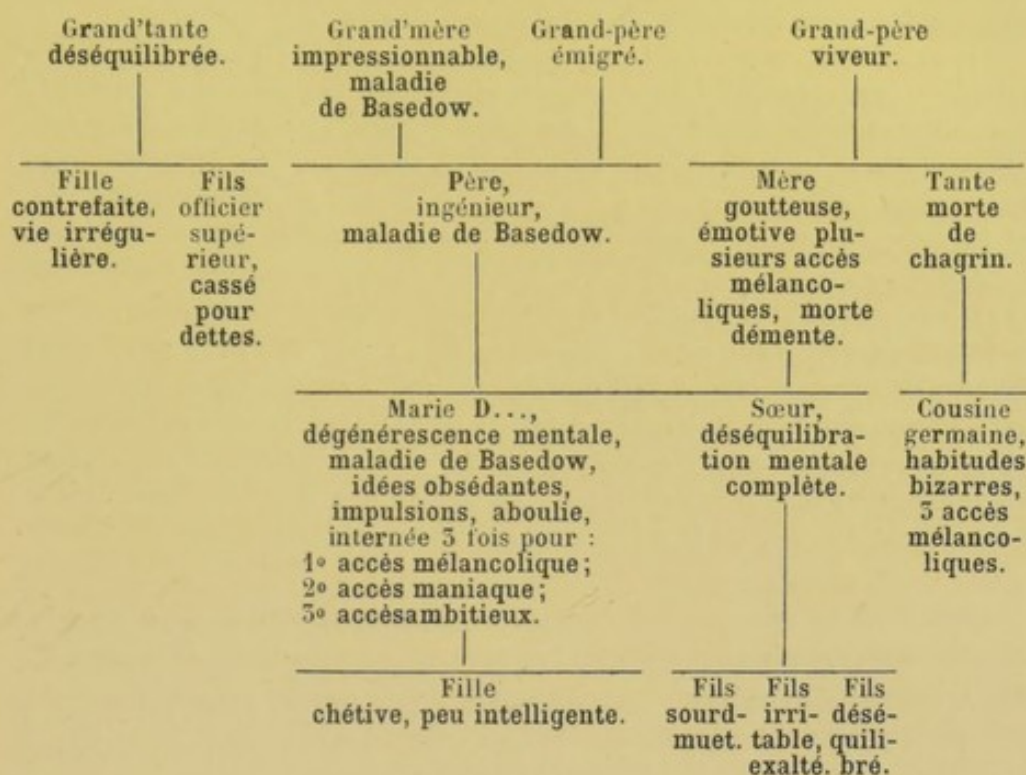 Grand'tante
déséquilibrée.
Grand'mère
impressionnable,
maladie
de Basedow.
Grand-père
émigré.
Grand-père
viveur.
Fille
contrefaite,
vie irrégu-
lière.
Fils
officier
supé-
rieur,
cassé
pour
dettes.
Père,
ingénieur,
maladie de Basedow.
Mère
goutteuse,
émotive plu-
sieurs accès
mélanco-
liques, morte
démente.
Tante
morte
de
chagrin.
Marie D...,
dégénérescence mentale,
maladie de Basedow,
idées obsédantes,
impulsions, aboulie,
internée 3 fois pour :
1º accès mélancolique;
2º accès maniaque;
3º accèsambitieux.
Sœur,
déséquilibra-
tion mentale
complète.
Cousine
germaine,
habitudes
bizarres,
3 accès
mélanco-
liques.
Fille
chétive, peu intelligente.
Fils
sourd-
muet.
Fils
irri-
table,
exalté.
Fils
désé-
quili-
bré.